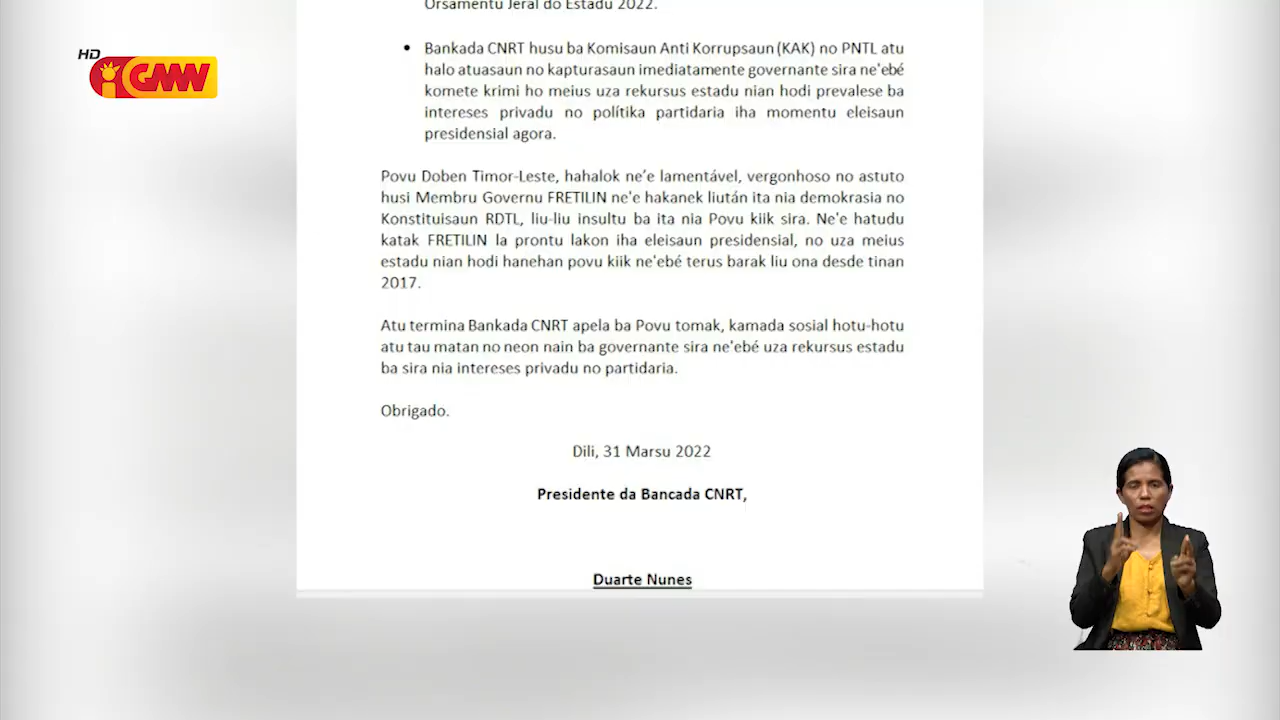 Orsamentu Jeral do Estadu 2022.
HD
GMN
• Bankada CNRT husu ba Komisaun Anti Korrupsaun (KAK) no PNTL atu
halo atuasaun no kapturasaun imediatamente governante sira ne'ebé
komete krimi ho meius uza rekursus estadu nian hodi prevalese ba
intereses privadu no polítika partidaria iha momentu eleisaun
presidensial agora.
Povu Doben Timor-Leste, hahalok ne’e lamentável, vergonhoso no astuto
husi Membru Governu FRETILIN ne'e hakanek liután ita nia demokrasia no
Konstituisaun RDTL, liu-liu insultu ba ita nia Povu kiik sira. Ne'e hatudu
katak FRETILIN la prontu lakon iha eleisaun presidensial, no uza meius
estadu nian hodi hanehan povu kiik ne'ebé terus barak liu ona desde tinan
2017.
Atu termina Bankada CNRT apela ba Povu tomak, kamada sosial hotu-hotu
atu tau matan no neon nain ba governante sira ne'ebé uza rekursus estadu
ba sira nia intereses privadu no partidaria.
Obrigado.
Dili, 31 Marsu 2022
Presidente da Bancada CNRT,
Duarte Nunes